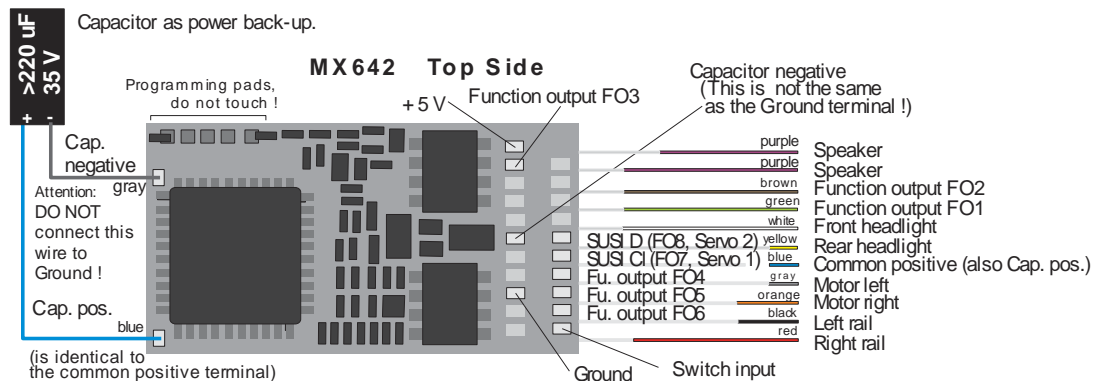 >220 uF
35 V
+ -
Capacitor as power back-up.
MX642 Top Side
Programming pads,
do not touch !
+ 5 V
Function output FO3
Capacitor negative
(This is not the same
as the Ground terminal !)
Cap.
negative
gray
Attention:
DO NOT
connect this
wire to
Ground !
Cap. pos.
blue
(is identical to
the common positive terminal)
purple Speaker
purple Speaker
brown Function output FO2
green Function output FO1
white Front headlight
SUSI D (FO8, Servo 2) yellow Rear headlight
SUSI Cl (FO7, Servo 1) blue Common positive (also Cap. pos.)
Fu. output FO4 gray Motor left
Fu. output FO5 orange Motor right
Fu. output FO6 black Left rail
red Right rail
Ground
Switch input